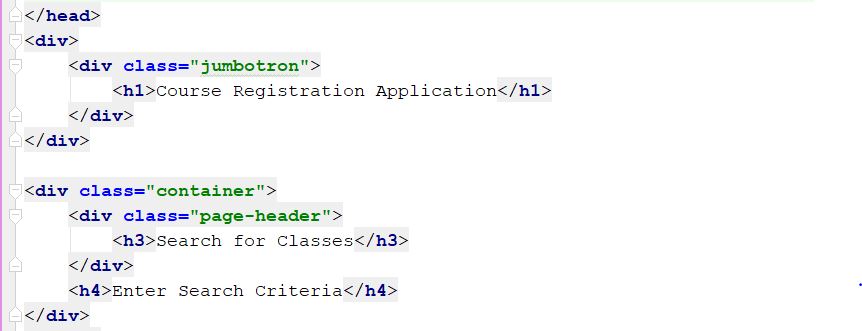 </head>
<div>
    <div class="jumbotron">
        <h1>Course Registration Application</h1>
    </div>
</div>

<div class="container">
    <div class="page-header">
        <h3>Search for Classes</h3>
    </div>
    <h4>Enter Search Criteria</h4>
</div>